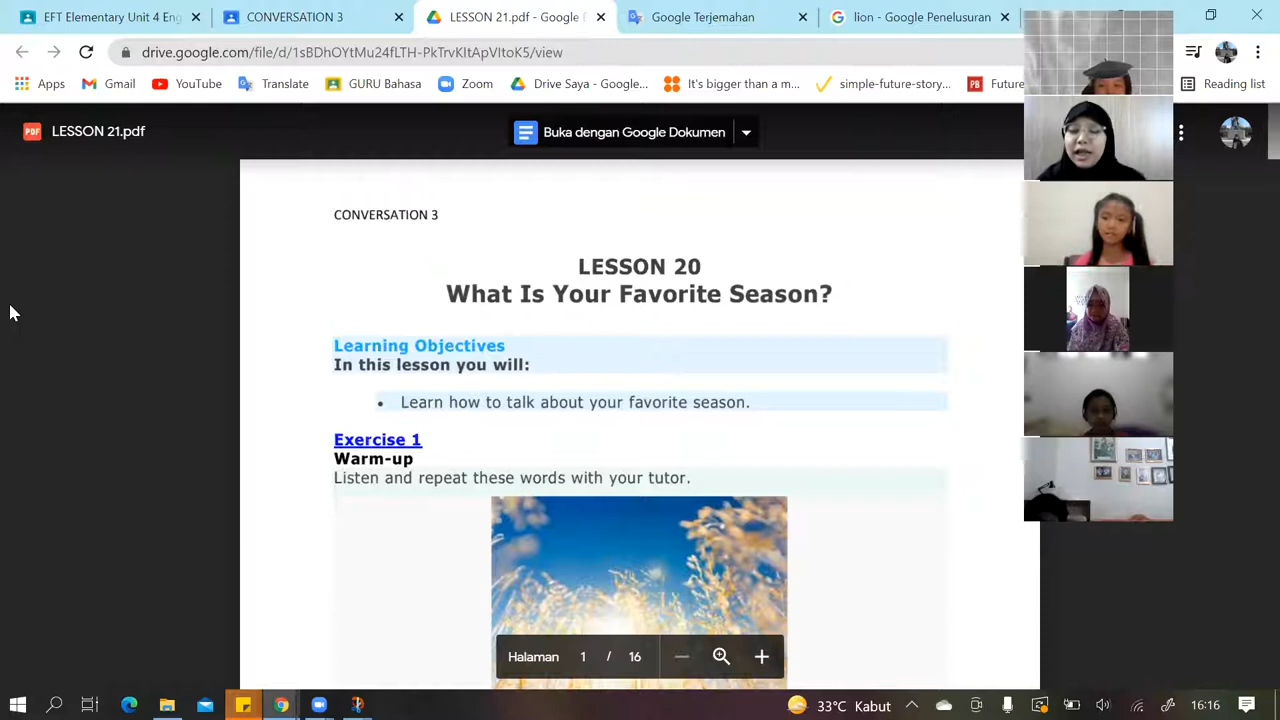 EFT Elementary Unit 4 Eng
CONVERSATION 3
LESSON 21.pdf - Google Drive
Google Terjemahan
lion - Google Penelusuran
drive.google.com/file/d/1sBDhOYtMu24fLTH-PkTrvKItApVItoK5/view
Apps
Gmail
YouTube
Translate
Zoom
Drive Saya - Google...
It's bigger than a m...
simple-future-story...
Reading list
PDF
LESSON 21.pdf
Buka dengan Google Dokumen
CONVERSATION 3
LESSON 20
What Is Your Favorite Season?
Learning Objectives
In this lesson you will:
• Learn how to talk about your favorite season.
Exercise 1
Warm-up
Listen and repeat these words with your tutor.
Halaman 1 / 16
33°C Kabut
16:16